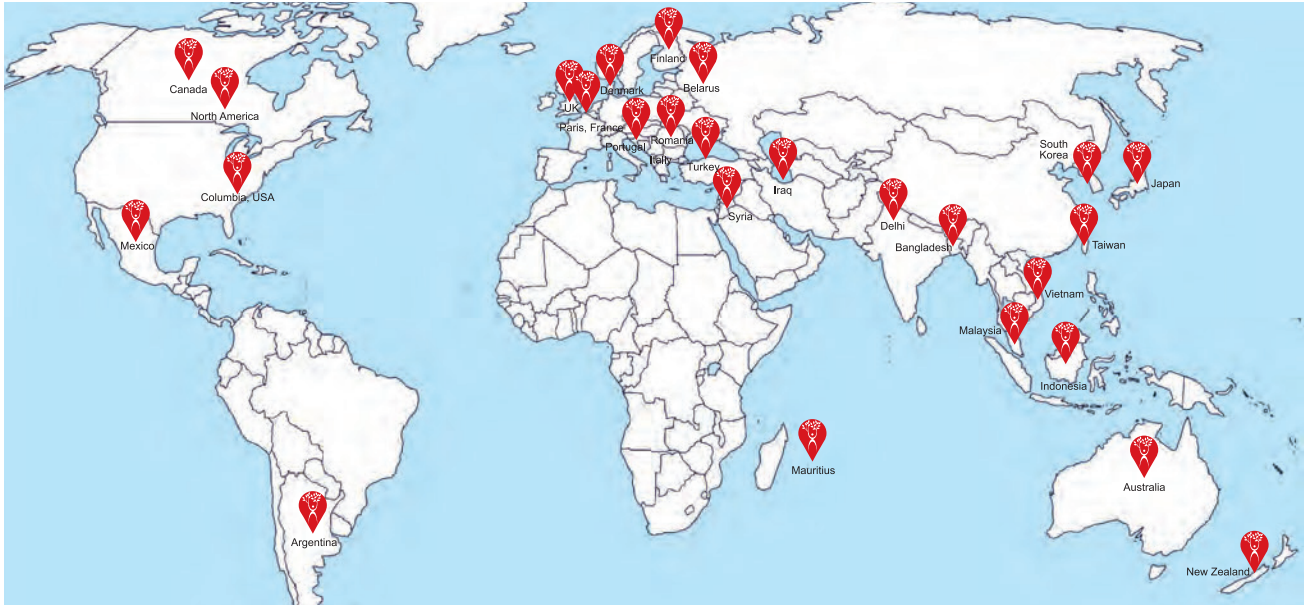 Finland
Canada
Denmark
Belarus
UK
North America
Paris, France
Portugal
Romania
South
Korea
Italy
Turkey
Iraq
Japan
Columbia, USA
Syria
Delhi
Mexico
Bangladesh
Taiwan
Vietnam
Malaysia
Indonesia
Mauritius
Australia
Argentina
New Zealand